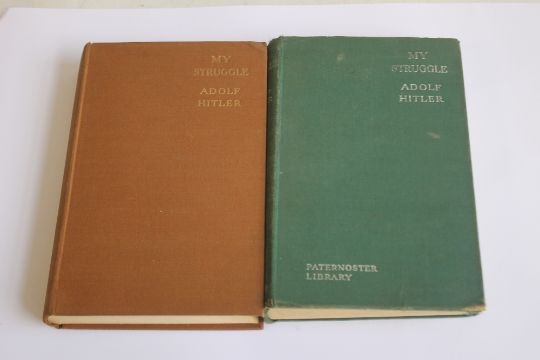 MY
STRUGGLE
ADOLF
HITLER
MY
STRUGGLE
ADOLF
HITLER
PATERNOSTER
LIBRARY